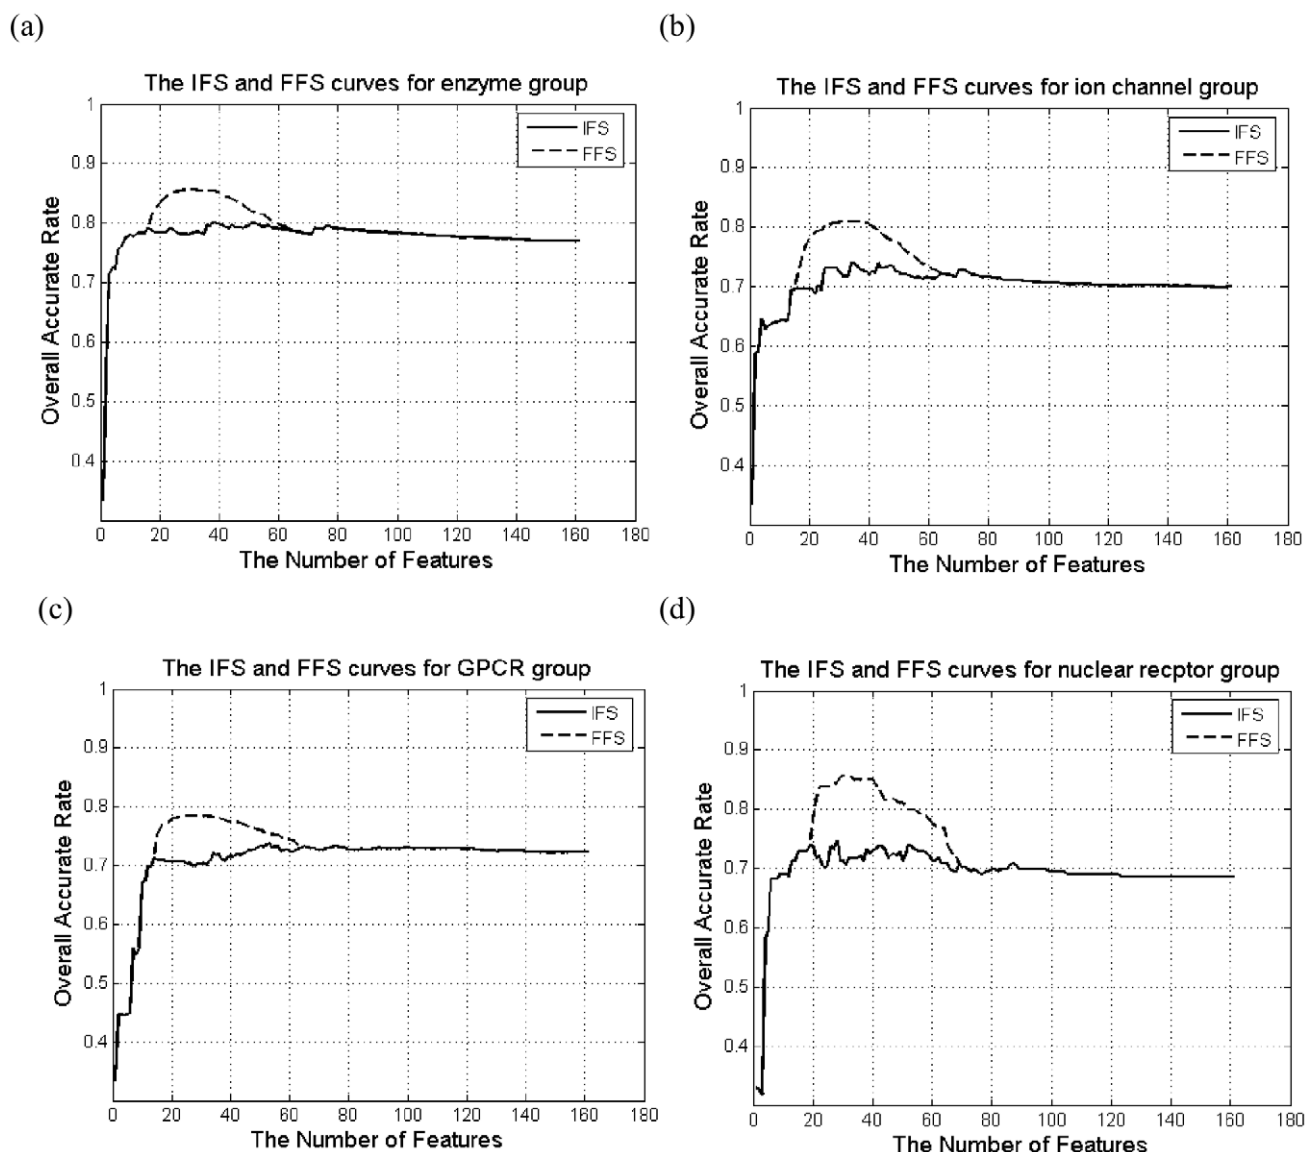 (a)
The IFS and FFS curves for enzyme group
1
0.9
0.8
0.7
0.6
0.5
0.4
Overall Accurate Rate
IFS
FFS
0 20 40 60 80 100 120 140 160 180
The Number of Features
(b)
The IFS and FFS curves for ion channel group
1
0.9
0.8
0.7
0.6
0.5
0.4
Overall Accurate Rate
IFS
FFS
0 20 40 60 80 100 120 140 160 180
The Number of Features
(c)
The IFS and FFS curves for GPCR group
1
0.9
0.8
0.7
0.6
0.5
0.4
Overall Accurate Rate
IFS
FFS
0 20 40 60 80 100 120 140 160 180
The Number of Features
(d)
The IFS and FFS curves for nuclear recptor group
1
0.9
0.8
0.7
0.6
0.5
0.4
Overall Accurate Rate
IFS
FFS
0 20 40 60 80 100 120 140 160 180
The Number of Features